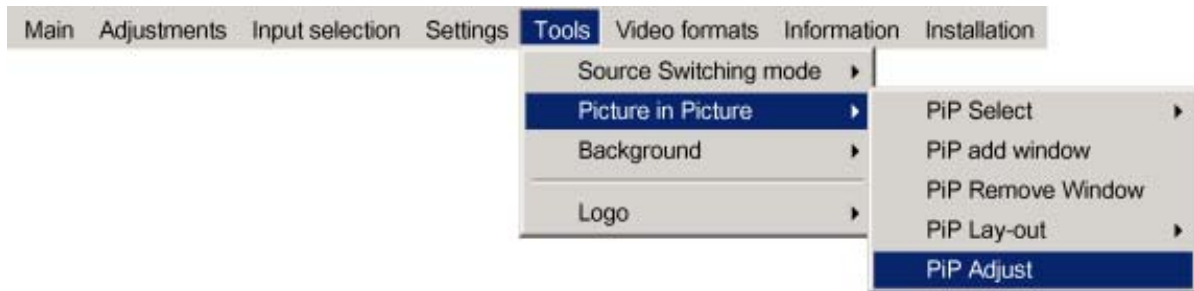 Main Adjustments Input selection Settings Tools Video formats Information Installation
Source Switching mode
Picture in Picture
Background
Logo
PiP Select
PiP add window
PiP Remove Window
PiP Lay-out
PiP Adjust